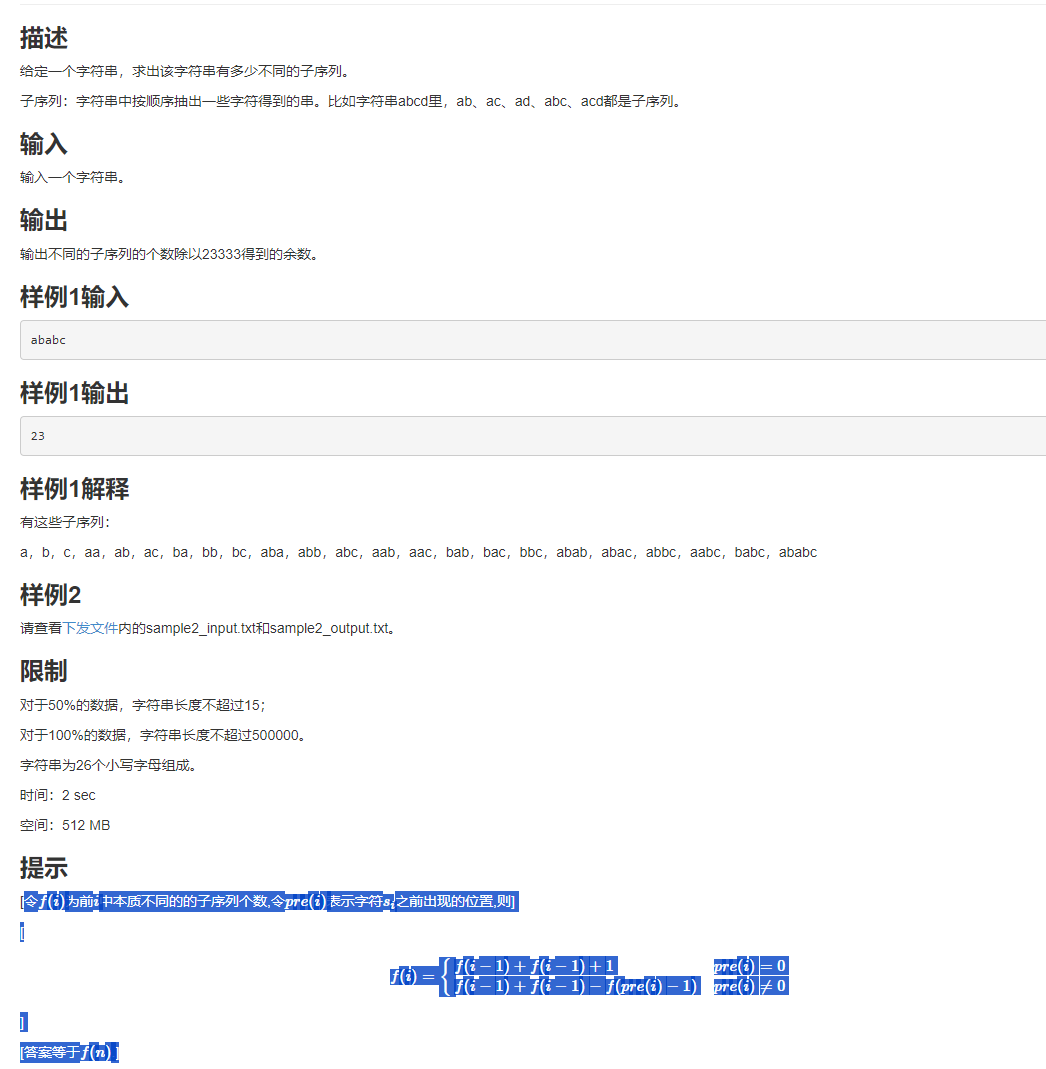 描述
给定一个字符串，求出该字符串有多少不同的子序列。
子序列：字符串中按顺序抽出一些字符得到的串。比如字符串abcd里，ab、ac、ad、abc、acd都是子序列。
输入
输入一个字符串。
输出
输出不同的子序列的个数除以23333得到的余数。
样例1输入
ababc
样例1输出
23
样例1解释
有这些子序列：
a，b，c，aa，ab，ac，ba，bb，bc，aba，abb，abc，aab，aac，bab，bac，bbc，abab，abac，abbc，aabc，babc，ababc
样例2
请查看下发文件内的sample2_input.txt和sample2_output.txt。
限制
对于50%的数据，字符串长度不超过15；
对于100%的数据，字符串长度不超过500000。
字符串为26个小写字母组成。
时间：2 sec
空间：512 MB
提示
[令f(i)为前i中本质不同的的子序列个数,令pre(i)表示字符s_i之前出现的位置,则]
[
f(i) = { f(i − 1) + f(i − 1) + 1 pre(i) = 0
f(i − 1) + f(i − 1) − f(pre(i) − 1) pre(i) ≠ 0
]
[答案等于f(n) ]